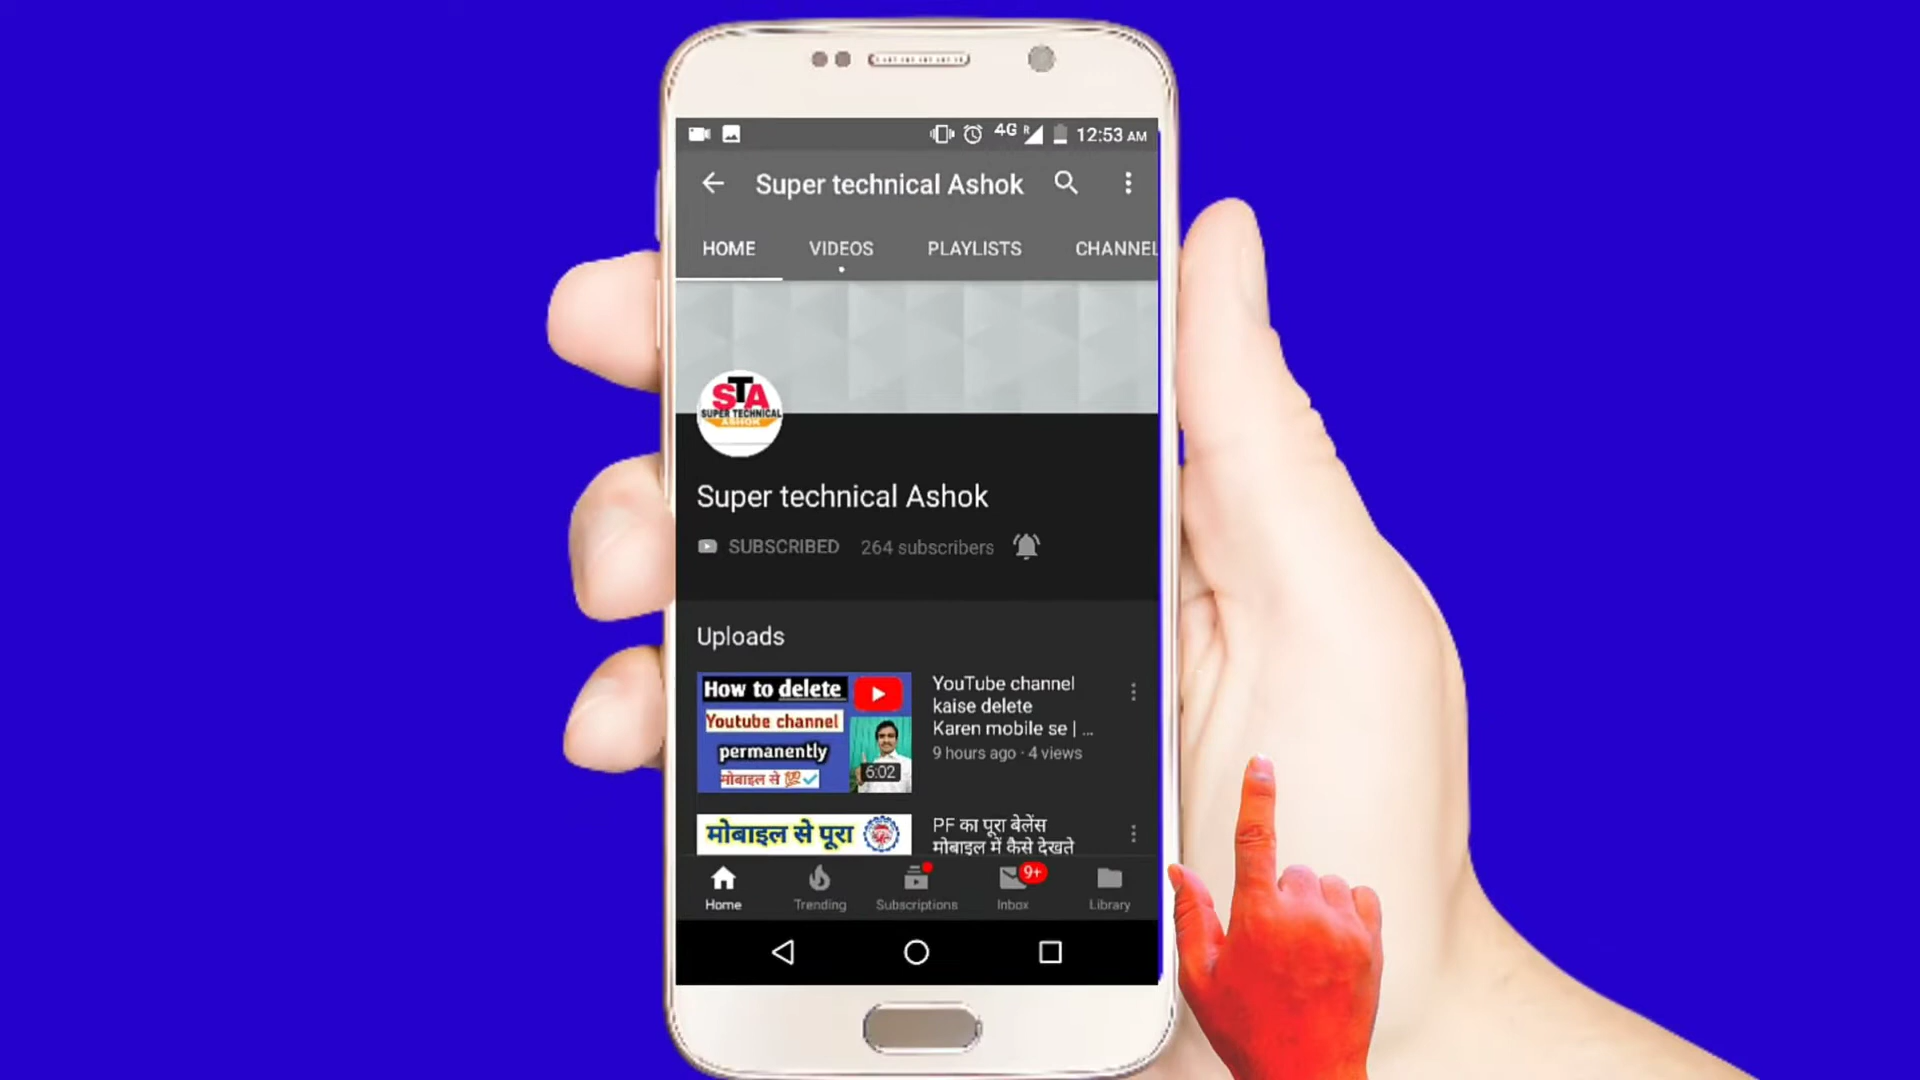 4G R 12:53 AM
Super technical Ashok
HOME VIDEOS PLAYLISTS CHANNEL
STA
SUPER TECHNICAL
ASHOK
Super technical Ashok
SUBSCRIBED 264 subscribers
Uploads
How to delete
Youtube channel
permanently
मोबाइल से 💯
6:02
YouTube channel
kaise delete
Karen mobile se | ...
9 hours ago · 4 views
मोबाइल से पूरा
PF का पूरा बेलेंस
मोबाइल में कैसे देखते
9+
Home Trending Subscriptions Inbox Library